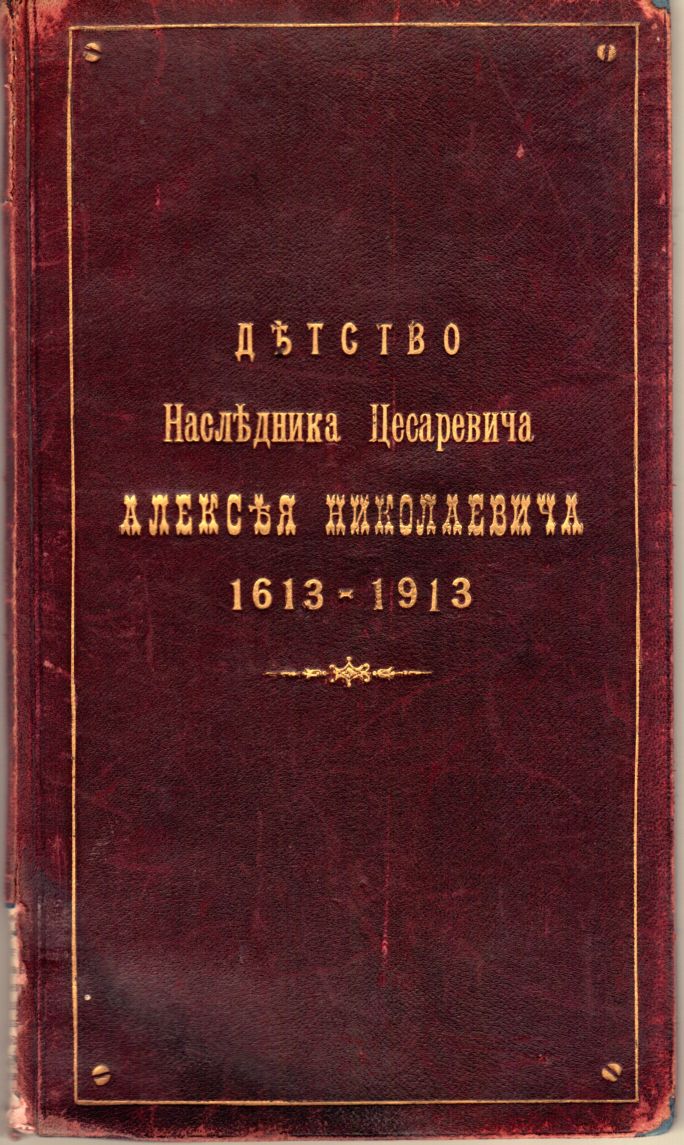 ДѢТСТВО
Наслѣдника Цесаревича
АЛЕКСѢЯ НИКОЛАЕВИЧА
1613-1913